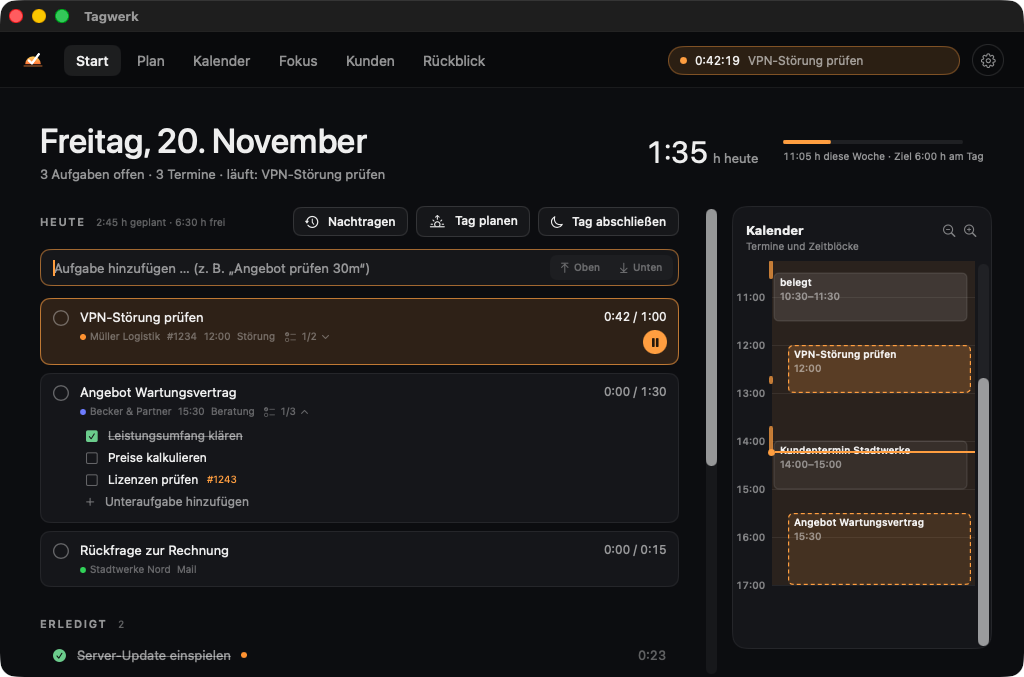 Tagwerk
Start Plan Kalender Fokus Kunden Rückblick
0:42:19 VPN-Störung prüfen
Freitag, 20. November
3 Aufgaben offen · 3 Termine · läuft: VPN-Störung prüfen
1:35 h heute
11:05 h diese Woche · Ziel 6:00 h am Tag
HEUTE 2:45 h geplant · 6:30 h frei
Nachtragen
Tag planen
Tag abschließen
Aufgabe hinzufügen ... (z. B. „Angebot prüfen 30m“)
Oben
Unten
VPN-Störung prüfen 0:42 / 1:00
Müller Logistik #1234 12:00 Störung 1/2
Angebot Wartungsvertrag 0:00 / 1:30
Becker & Partner 15:30 Beratung 1/3
Leistungsumfang klären
Preise kalkulieren
Lizenzen prüfen #1243
+ Unteraufgabe hinzufügen
Rückfrage zur Rechnung 0:00 / 0:15
Stadtwerke Nord Mail
ERLEDIGT 2
Server-Update einspielen 0:23
Kalender
Termine und Zeitblöcke
belegt
10:30–11:30
11:00
12:00
VPN-Störung prüfen
12:00
13:00
14:00
Kundentermin Stadtwerke
14:00–15:00
15:00
Angebot Wartungsvertrag
15:30
16:00
17:00